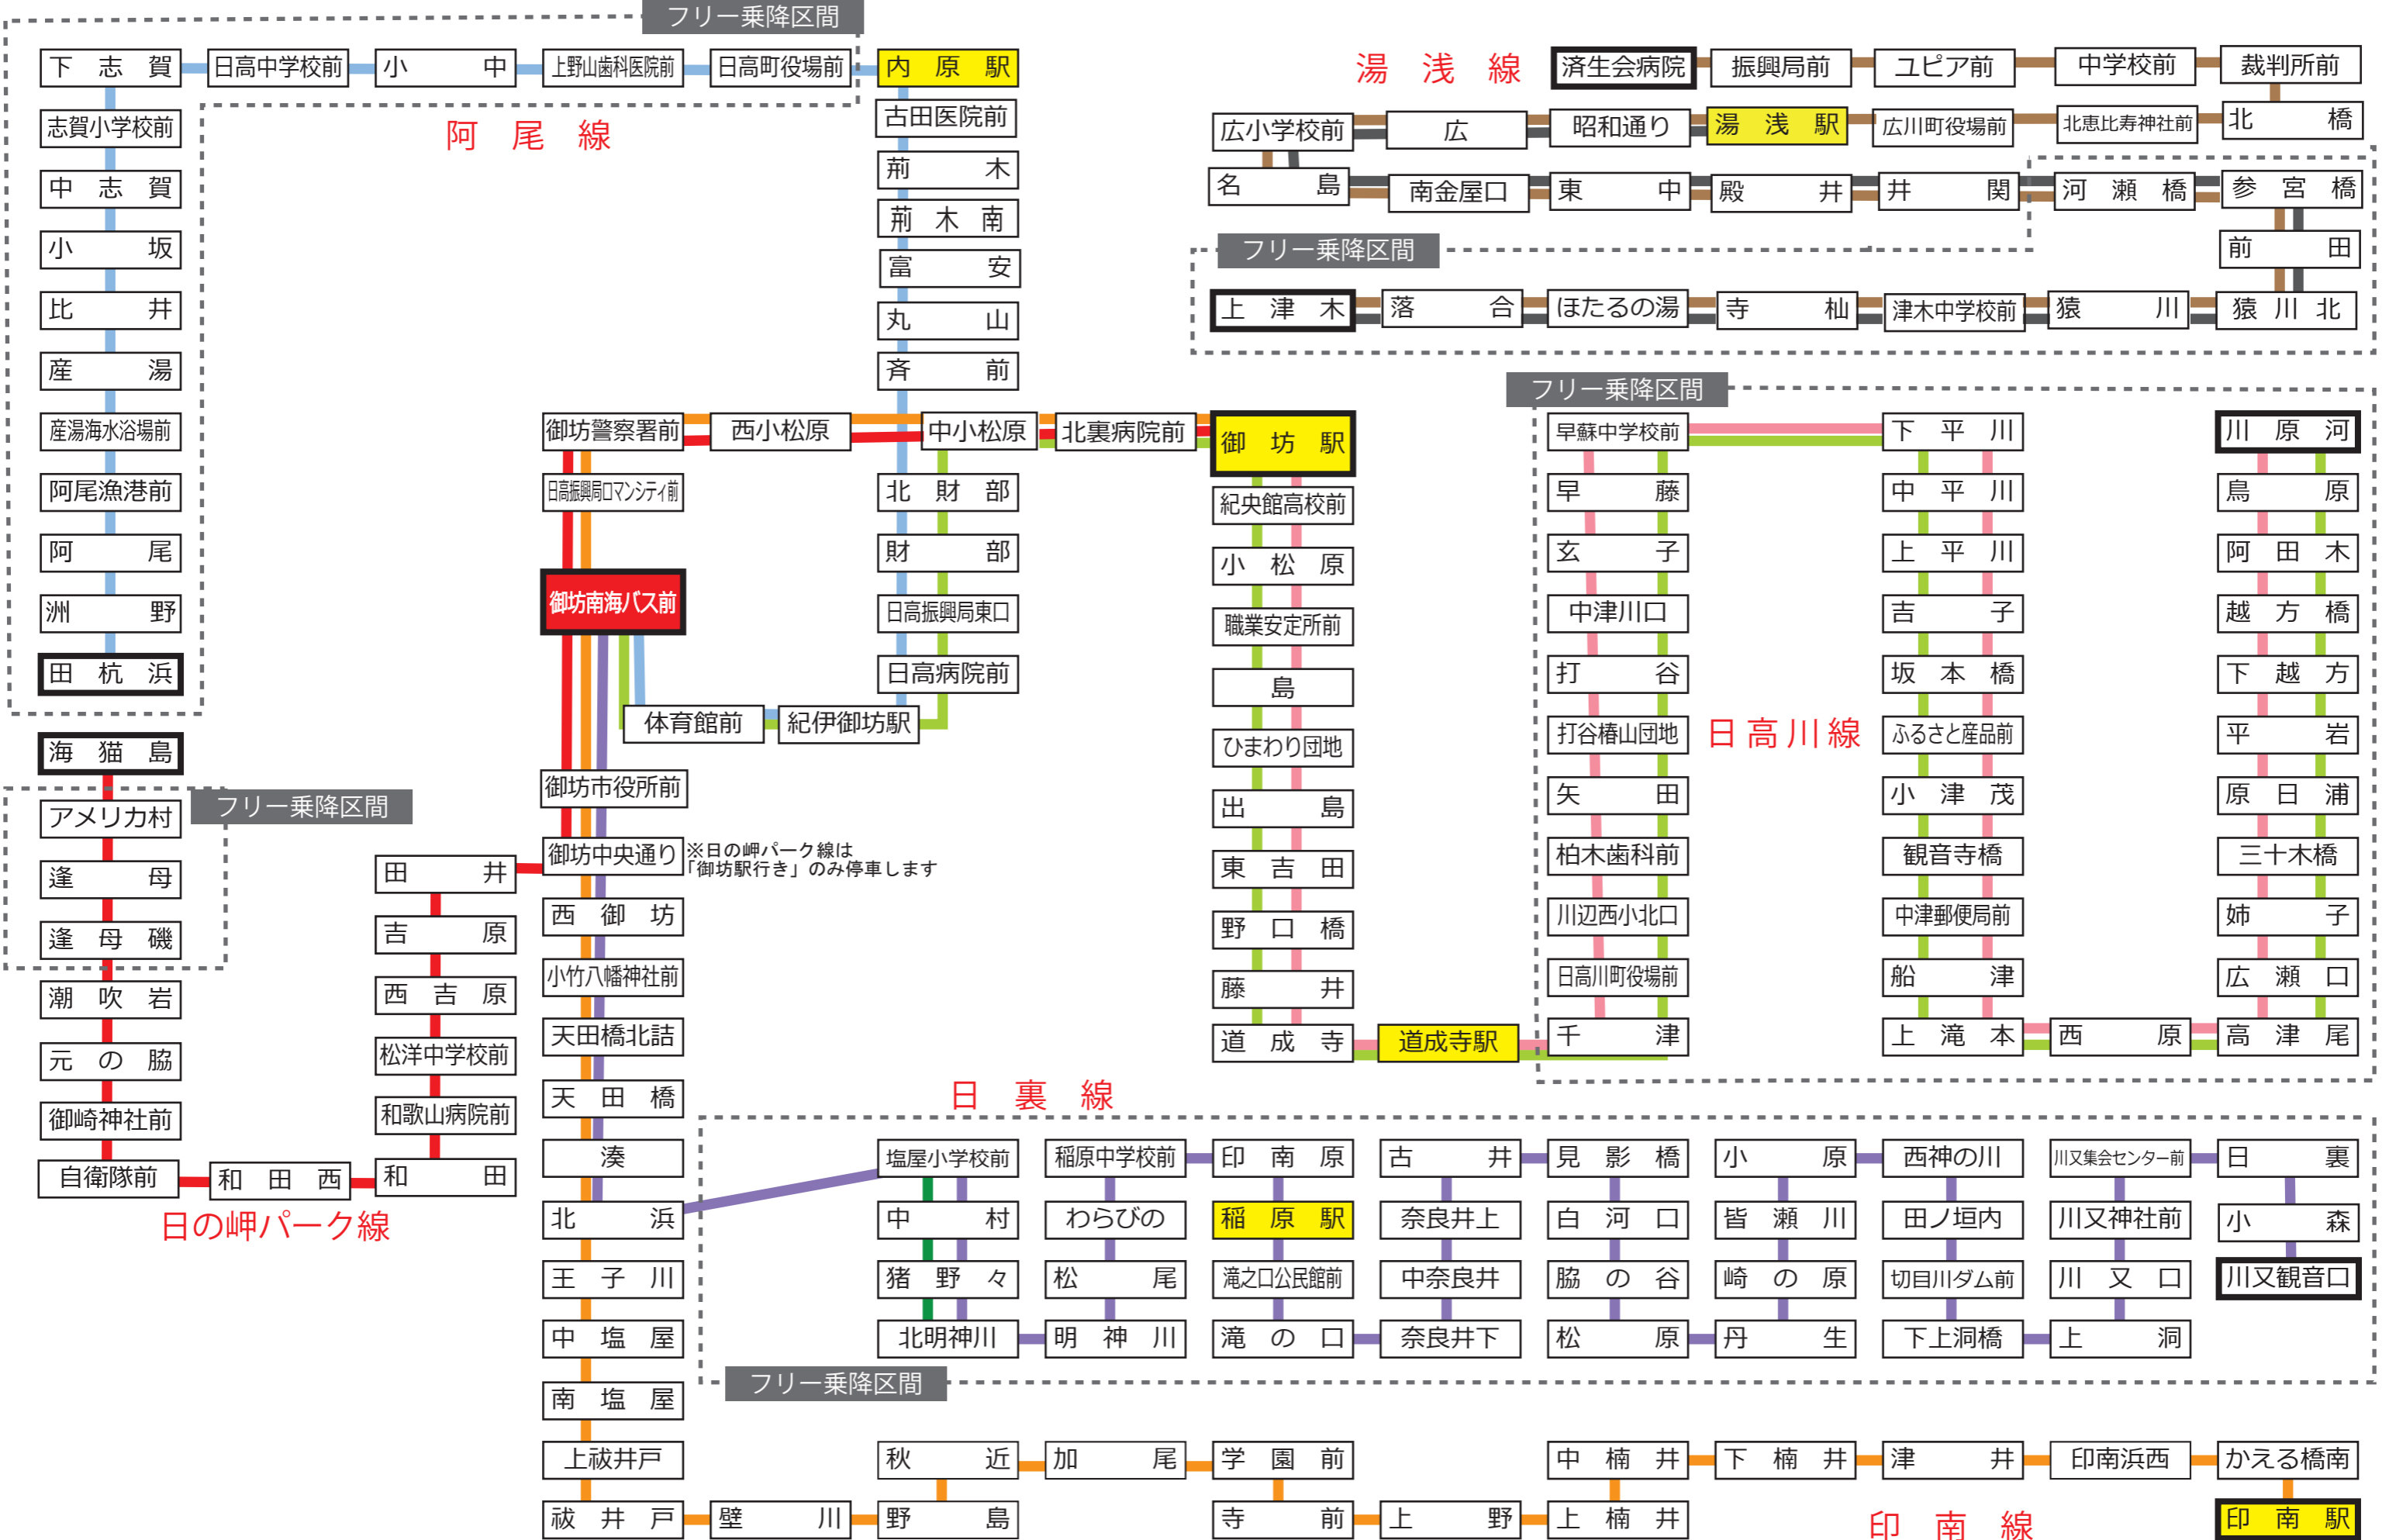 フリー乗降区間
下志賀 日高中学校前 小中 上野山歯科医院前 日高町役場前 内原駅
志賀小学校前
中志賀
小坂
比井
産湯
産湯海水浴場前
阿尾漁港前
阿尾
洲野
田杭浜
阿尾線
古田医院前
荊木
荊木南
富安
丸山
斉前
湯浅線
済生会病院 振興局前 ユピア前 中学校前 裁判所前
広小学校前 広 昭和通り 湯浅駅 広川町役場前 北恵比寿神社前 北橋
名島 南金屋口 東中 殿井 井関 河瀬橋 参宮橋
フリー乗降区間
前田
上津木 落合 ほたるの湯 寺杣 津木中学校前 猿川 猿川北
御坊警察署前 西小松原 中小松原 北裏病院前 御坊駅
日高振興局ロマンシティ前
御坊南海バス前
北財部
財部
日高振興局東口
日高病院前
体育館前 紀伊御坊駅
紀央館高校前
小松原
職業安定所前
島
ひまわり団地
出島
東吉田
野口橋
藤井
道成寺 道成寺駅
フリー乗降区間
日高川線
早蘇中学校前
早藤
玄子
中津川口
打谷
打谷椿山団地
矢田
柏木歯科前
川辺西小北口
日高川町役場前
千津
下平川
中平川
上平川
吉子
坂本橋
ふるさと産品前
小津茂
観音寺橋
中津郵便局前
船津
上滝本 西原 高津尾
川原河
鳥原
阿田木
越方橋
下越方
平岩
原日浦
三十木橋
姉子
広瀬口
海猫島
フリー乗降区間
アメリカ村
逢母
逢母磯
潮吹岩
元の脇
御崎神社前
自衛隊前 和田西 和田
日の岬パーク線
田井
吉原
西吉原
松洋中学校前
和歌山病院前
御坊市役所前
御坊中央通り
※日の岬パーク線は
「御坊駅行き」のみ停車します
西御坊
小竹八幡神社前
天田橋北詰
天田橋
湊
北浜
王子川
中塩屋
南塩屋
上祓井戸
祓井戸 壁川 野島
日裏線
塩屋小学校前 稲原中学校前 印南原 古井 見影橋 小原 西神の川 川又集会センター前 日裏
中村 わらびの 稲原駅 奈良井上 白河口 皆瀬川 田ノ垣内 川又神社前 小森
猪野々 松尾 滝之口公民館前 中奈良井 脇の谷 崎の原 切目川ダム前 川又口 川又観音口
北明神川 明神川 滝の口 奈良井下 松原 丹生 下上洞橋 上洞
フリー乗降区間
秋近 加尾 学園前 中楠井 下楠井 津井 印南浜西 かえる橋南
寺前 上野 上楠井 印南線 印南駅